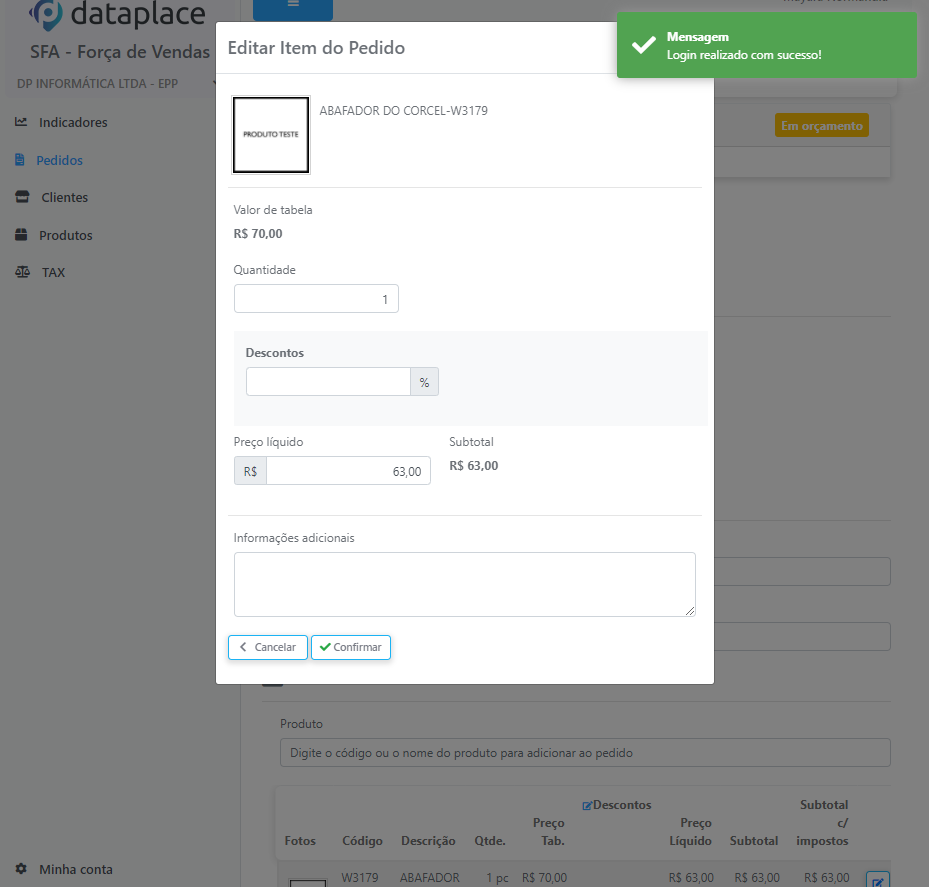 dataplace
SFA - Força de Vendas
DP INFORMÁTICA LTDA - EPP
Indicadores
Pedidos
Clientes
Produtos
TAX
Minha conta
Editar Item do Pedido
Mensagem
Login realizado com sucesso!
Em orçamento
PRODUTO TESTE
ABAFADOR DO CORCEL-W3179
Valor de tabela
R$ 70,00
Quantidade
1
Descontos
%
Preço líquido
Subtotal
R$ 63,00
R$ 63,00
Informações adicionais
Cancelar
Confirmar
Produto
Digite o código ou o nome do produto para adicionar ao pedido
Fotos Código Descrição Qtde. Preço Tab. Descontos Preço Líquido Subtotal Subtotal c/ impostos
W3179 ABAFADOR 1 pc R$ 70,00 R$ 63,00 R$ 63,00 R$ 63,00